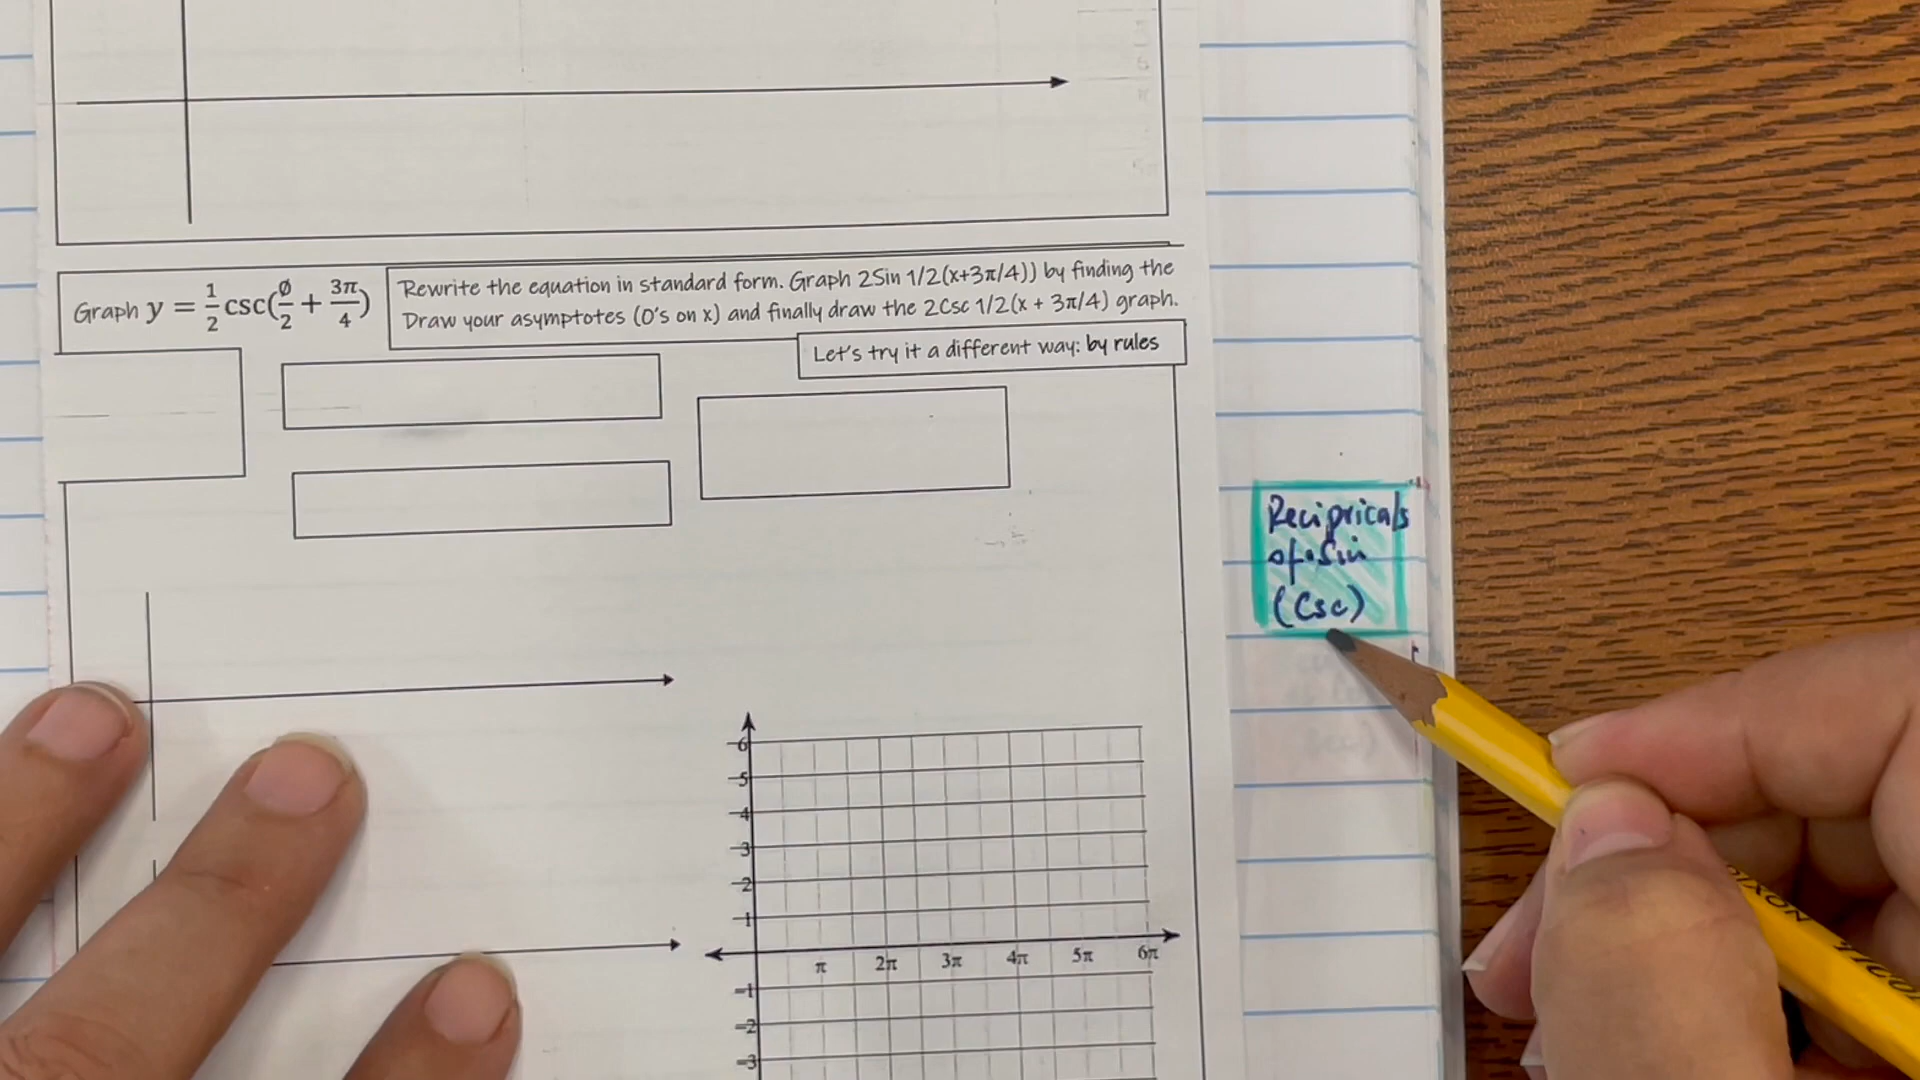 Graph y = 1/2 csc(ø/2 + 3π/4)
Rewrite the equation in standard form. Graph 2Sin 1/2(x+3π/4)) by finding the
Draw your asymptotes (0's on x) and finally draw the 2Csc 1/2(x + 3π/4) graph.
Let's try it a different way: by rules
Recipricals
of Sin
(Csc)
6
5
4
3
2
1
π 2π 3π 4π 5π 6π
-1
-2
-3
DIXON TICO